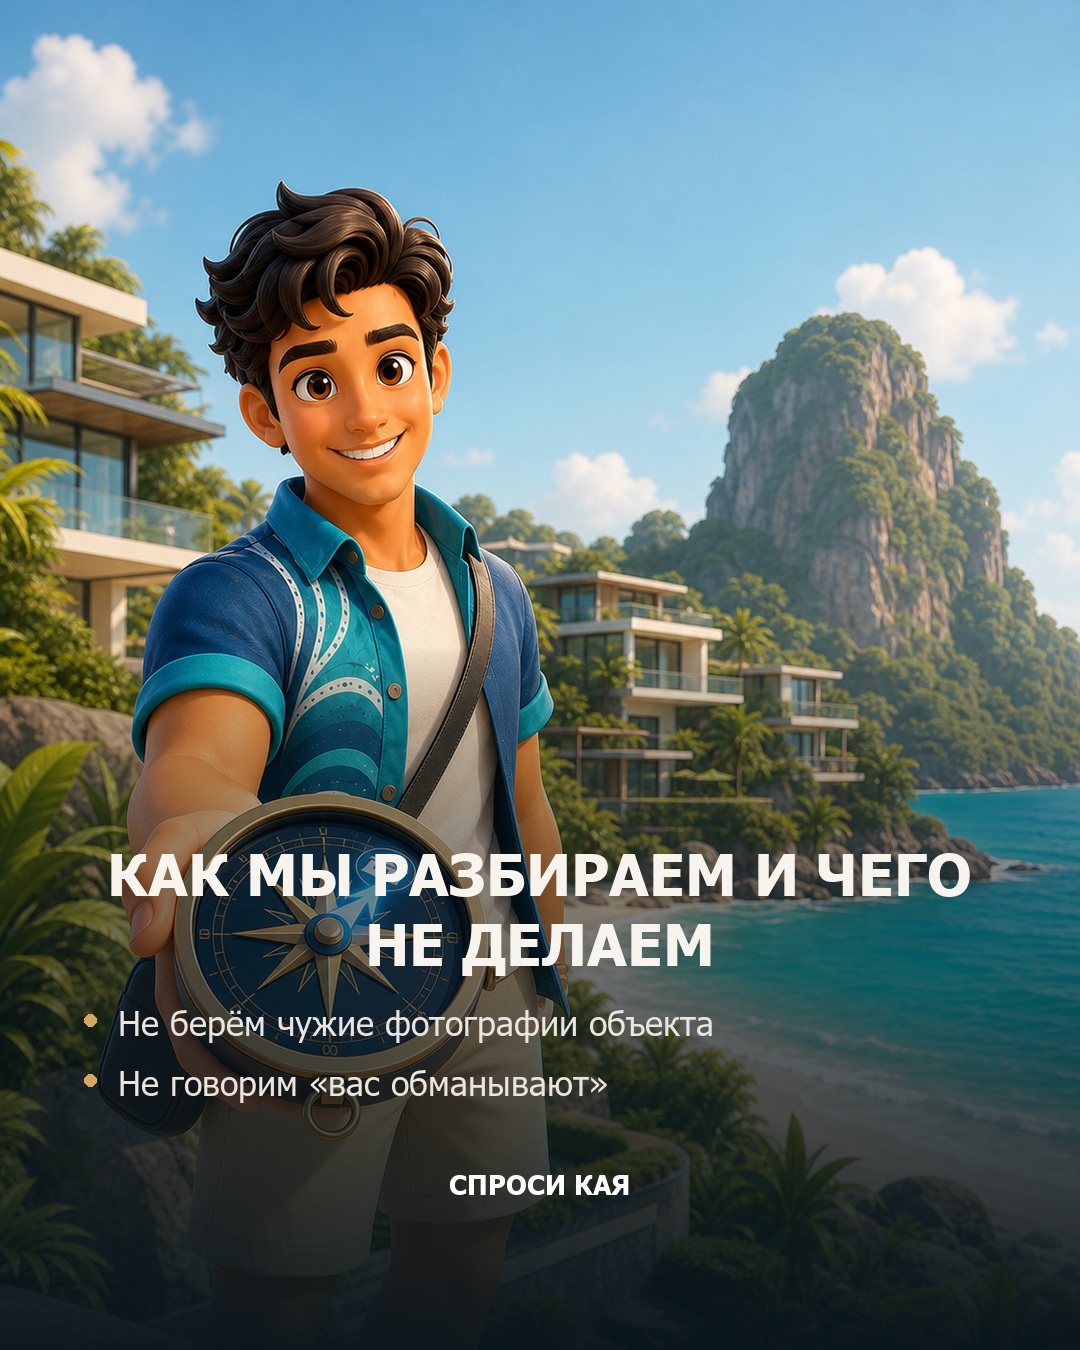 КАК МЫ РАЗБИРАЕМ И ЧЕГО
НЕ ДЕЛАЕМ
Не берём чужие фотографии объекта
Не говорим «вас обманывают»
СПРОСИ КАЯ